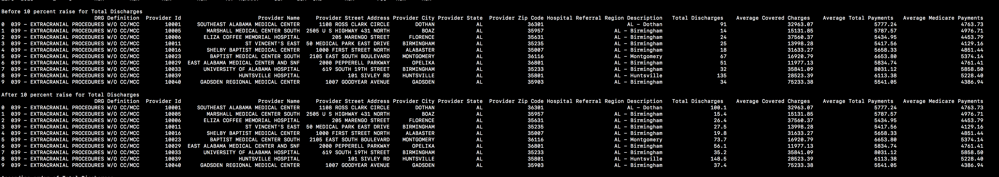 Before 10 percent raise for Total Discharges
DRG Definition Provider Id Provider Name Provider Street Address Provider City Provider State Provider Zip Code Hospital Referral Region Description Total Discharges Average Covered Charges Average Total Payments Average Medicare Payments
0 039 - EXTRACRANIAL PROCEDURES W/O CC/MCC 10001 SOUTHEAST ALABAMA MEDICAL CENTER 1108 ROSS CLARK CIRCLE DOTHAN AL 36301 AL - Dothan 91 32963.07 5777.24 4763.73
1 039 - EXTRACRANIAL PROCEDURES W/O CC/MCC 10005 MARSHALL MEDICAL CENTER SOUTH 2505 U S HIGHWAY 431 NORTH BOAZ AL 35957 AL - Birmingham 14 15131.85 5787.57 4976.71
2 039 - EXTRACRANIAL PROCEDURES W/O CC/MCC 10006 ELIZA COFFEE MEMORIAL HOSPITAL 205 MARENGO STREET FLORENCE AL 35631 AL - Birmingham 24 37560.37 5434.95 4453.79
3 039 - EXTRACRANIAL PROCEDURES W/O CC/MCC 10011 ST VINCENT'S EAST 50 MEDICAL PARK EAST DRIVE BIRMINGHAM AL 35235 AL - Birmingham 25 13998.28 5417.56 4129.16
4 039 - EXTRACRANIAL PROCEDURES W/O CC/MCC 10016 SHELBY BAPTIST MEDICAL CENTER 1000 FIRST STREET NORTH ALABASTER AL 35007 AL - Birmingham 18 31633.27 5658.33 4851.44
5 039 - EXTRACRANIAL PROCEDURES W/O CC/MCC 10023 BAPTIST MEDICAL CENTER SOUTH 2105 EAST SOUTH BOULEVARD MONTGOMERY AL 36116 AL - Montgomery 67 16920.79 6653.80 5374.14
6 039 - EXTRACRANIAL PROCEDURES W/O CC/MCC 10029 EAST ALABAMA MEDICAL CENTER AND SNF 2000 PEPPERELL PARKWAY OPELIKA AL 36801 AL - Birmingham 51 11977.13 5834.74 4761.41
7 039 - EXTRACRANIAL PROCEDURES W/O CC/MCC 10033 UNIVERSITY OF ALABAMA HOSPITAL 619 SOUTH 19TH STREET BIRMINGHAM AL 35233 AL - Birmingham 32 35841.09 8031.12 5858.50
8 039 - EXTRACRANIAL PROCEDURES W/O CC/MCC 10039 HUNTSVILLE HOSPITAL 101 SIVLEY RD HUNTSVILLE AL 35801 AL - Huntsville 135 28523.39 6113.38 5228.40
9 039 - EXTRACRANIAL PROCEDURES W/O CC/MCC 10040 GADSDEN REGIONAL MEDICAL CENTER 1007 GOODYEAR AVENUE GADSDEN AL 35903 AL - Birmingham 34 75233.38 5541.05 4386.94
After 10 percent raise for Total Discharges
DRG Definition Provider Id Provider Name Provider Street Address Provider City Provider State Provider Zip Code Hospital Referral Region Description Total Discharges Average Covered Charges Average Total Payments Average Medicare Payments
0 039 - EXTRACRANIAL PROCEDURES W/O CC/MCC 10001 SOUTHEAST ALABAMA MEDICAL CENTER 1108 ROSS CLARK CIRCLE DOTHAN AL 36301 AL - Dothan 100.1 32963.07 5777.24 4763.73
1 039 - EXTRACRANIAL PROCEDURES W/O CC/MCC 10005 MARSHALL MEDICAL CENTER SOUTH 2505 U S HIGHWAY 431 NORTH BOAZ AL 35957 AL - Birmingham 15.4 15131.85 5787.57 4976.71
2 039 - EXTRACRANIAL PROCEDURES W/O CC/MCC 10006 ELIZA COFFEE MEMORIAL HOSPITAL 205 MARENGO STREET FLORENCE AL 35631 AL - Birmingham 26.4 37560.37 5434.95 4453.79
3 039 - EXTRACRANIAL PROCEDURES W/O CC/MCC 10011 ST VINCENT'S EAST 50 MEDICAL PARK EAST DRIVE BIRMINGHAM AL 35235 AL - Birmingham 27.5 13998.28 5417.56 4129.16
4 039 - EXTRACRANIAL PROCEDURES W/O CC/MCC 10016 SHELBY BAPTIST MEDICAL CENTER 1000 FIRST STREET NORTH ALABASTER AL 35007 AL - Birmingham 19.8 31633.27 5658.33 4851.44
5 039 - EXTRACRANIAL PROCEDURES W/O CC/MCC 10023 BAPTIST MEDICAL CENTER SOUTH 2105 EAST SOUTH BOULEVARD MONTGOMERY AL 36116 AL - Montgomery 73.7 16920.79 6653.80 5374.14
6 039 - EXTRACRANIAL PROCEDURES W/O CC/MCC 10029 EAST ALABAMA MEDICAL CENTER AND SNF 2000 PEPPERELL PARKWAY OPELIKA AL 36801 AL - Birmingham 56.1 11977.13 5834.74 4761.41
7 039 - EXTRACRANIAL PROCEDURES W/O CC/MCC 10033 UNIVERSITY OF ALABAMA HOSPITAL 619 SOUTH 19TH STREET BIRMINGHAM AL 35233 AL - Birmingham 35.2 35841.09 8031.12 5858.50
8 039 - EXTRACRANIAL PROCEDURES W/O CC/MCC 10039 HUNTSVILLE HOSPITAL 101 SIVLEY RD HUNTSVILLE AL 35801 AL - Huntsville 148.5 28523.39 6113.38 5228.40
9 039 - EXTRACRANIAL PROCEDURES W/O CC/MCC 10040 GADSDEN REGIONAL MEDICAL CENTER 1007 GOODYEAR AVENUE GADSDEN AL 35903 AL - Birmingham 37.4 75233.38 5541.05 4386.94